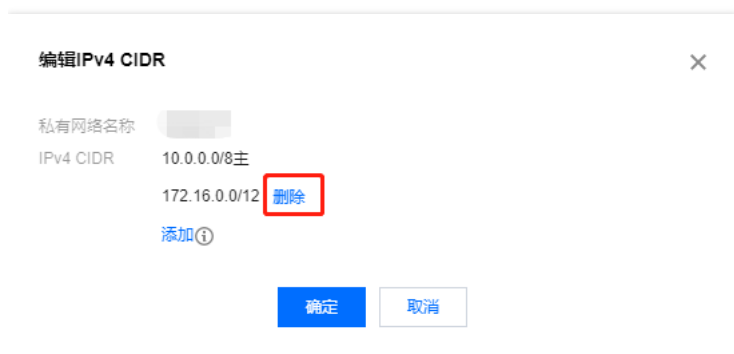 编辑IPv4 CIDR
私有网络名称
IPv4 CIDR 10.0.0.0/8主
172.16.0.0/12 删除
添加
确定 取消